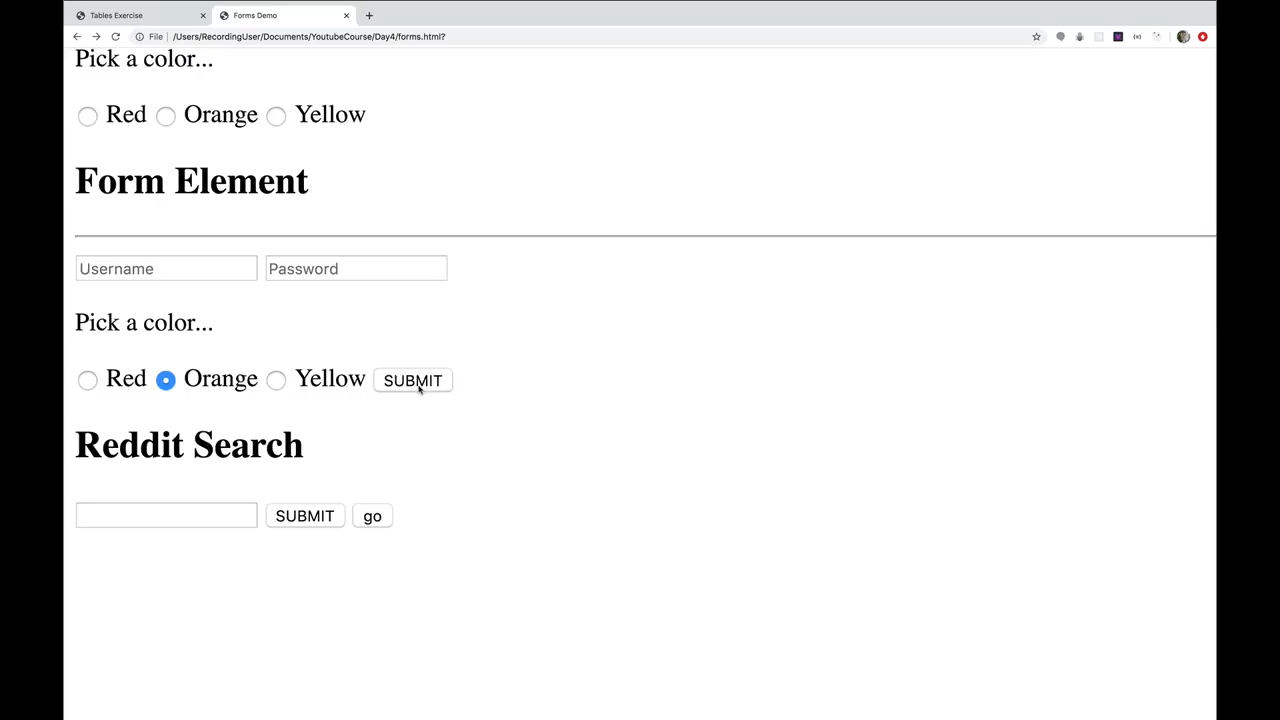 Tables Exercise
Forms Demo
File /Users/RecordingUser/Documents/YoutubeCourse/Day4/forms.html?
Pick a color...
Red Orange Yellow
Form Element
Username Password
Pick a color...
Red Orange Yellow SUBMIT
Reddit Search
SUBMIT go